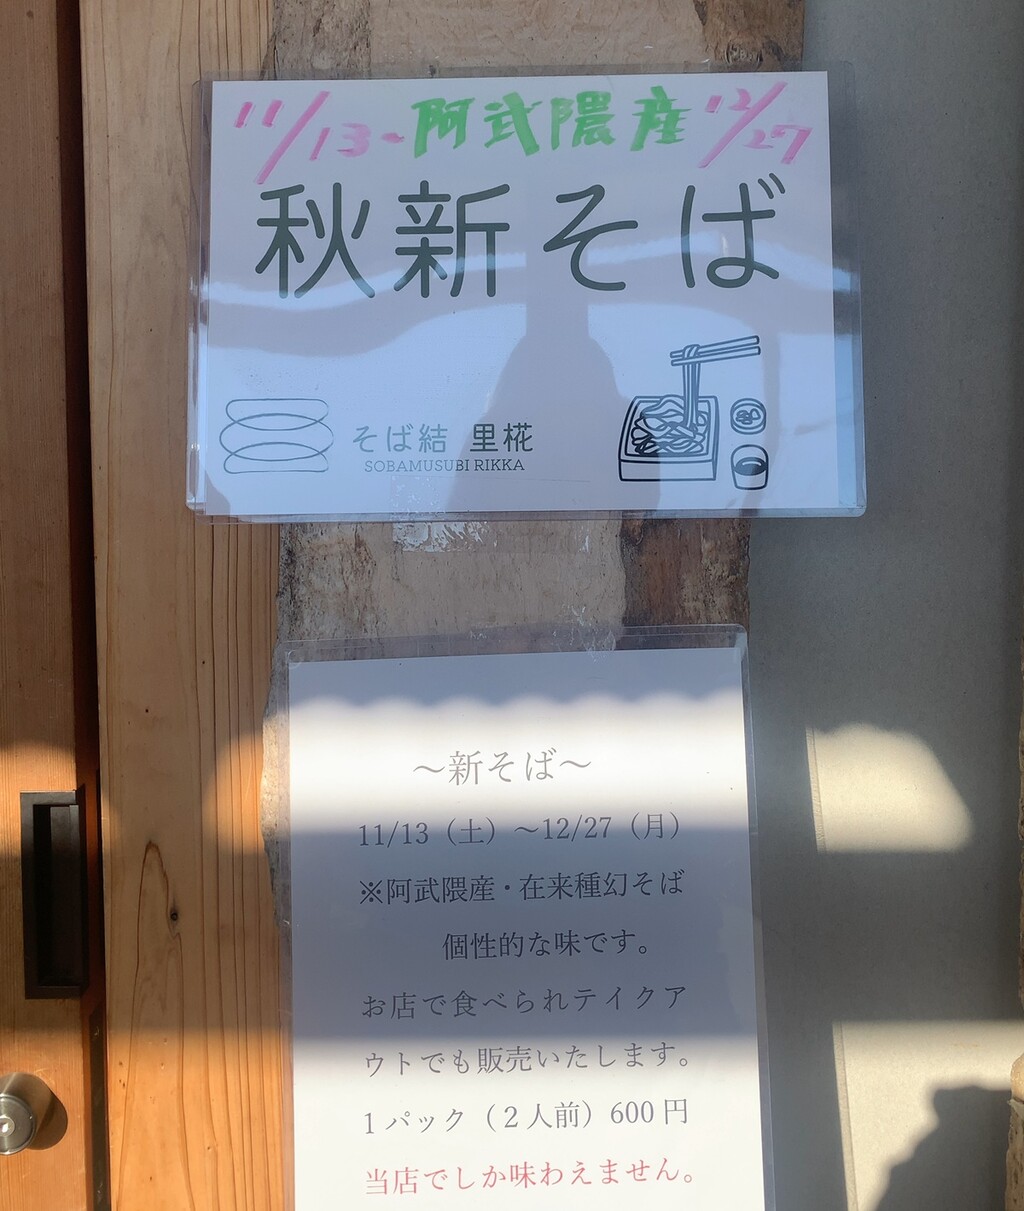 11/13~阿武隈産12/27
秋新そば
そば結 里椛
SOBAMUSUBI RIKKA
～新そば～
11/13（土）～12/27（月）
※阿武隈産・在来種幻そば
個性的な味です。
お店で食べられテイクア
ウトでも販売いたします。
1パック（2人前）600円
当店でしか味わえません。